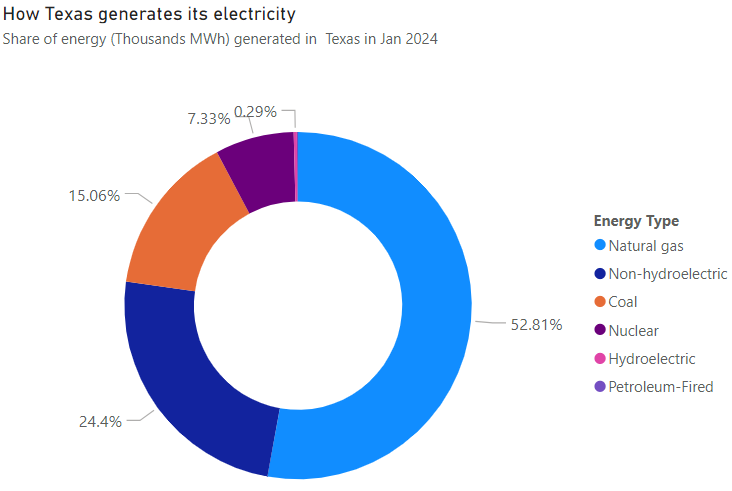 How Texas generates its electricity
Share of energy (Thousands MWh) generated in  Texas in Jan 2024
0.29%
7.33%
15.06%
52.81%
24.4%
Energy Type
Natural gas
Non-hydroelectric
Coal
Nuclear
Hydroelectric
Petroleum-Fired